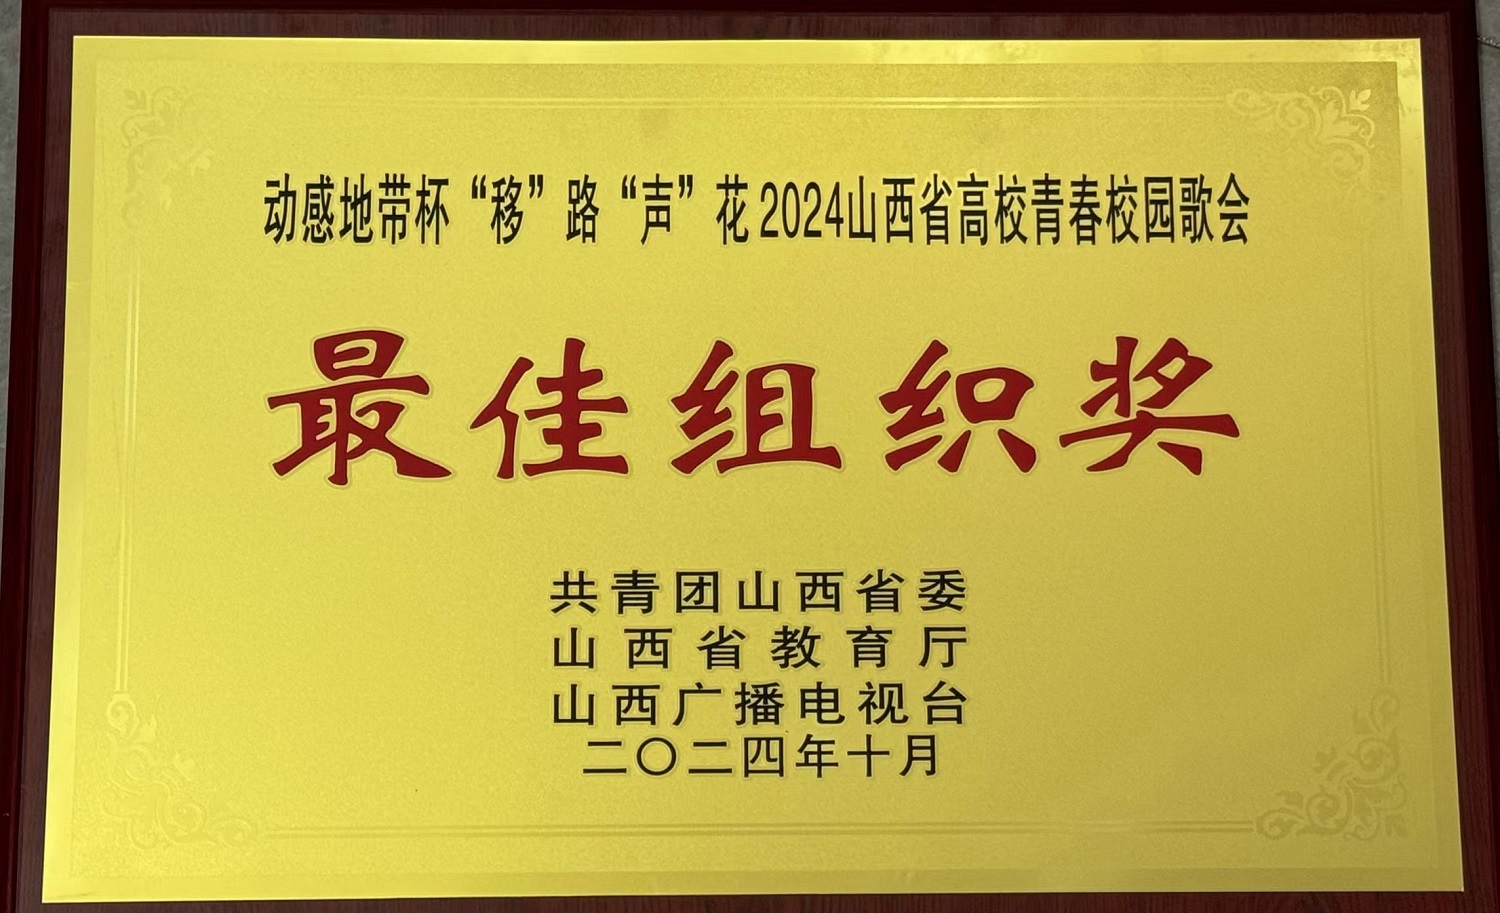 动感地带杯“移”路“声”花2024山西省高校青春校园歌会
最佳组织奖
共青团山西省委
山西省教育厅
山西广播电视台
二〇二四年十月